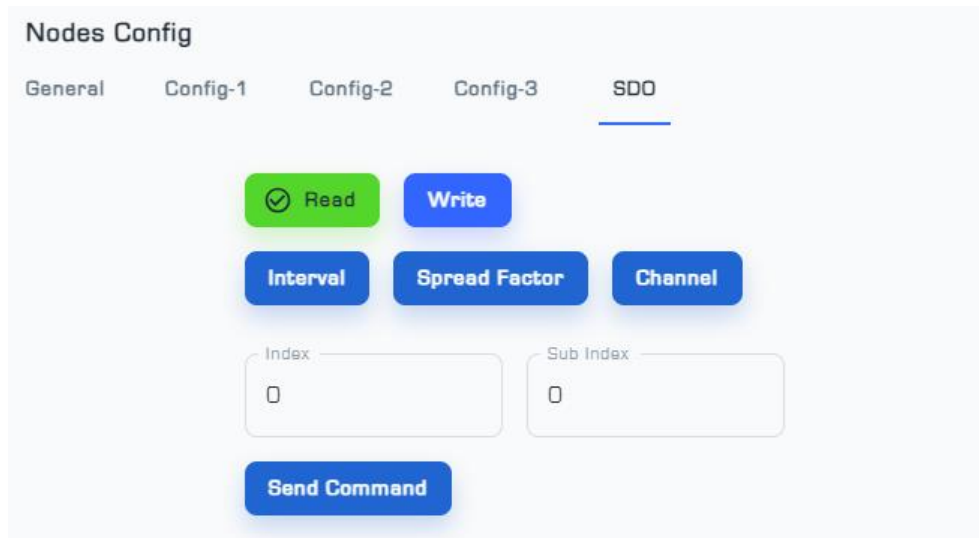 Nodes Config
General Config-1 Config-2 Config-3 SDO
Read Write
Interval Spread Factor Channel
Index Sub Index
0 0
Send Command